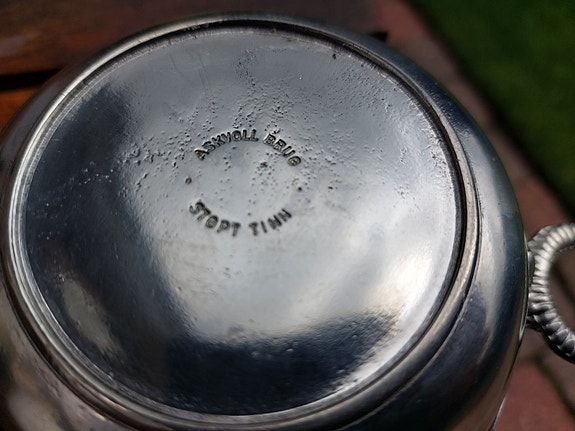 ASKVOLL BRUG
STØPT TINN